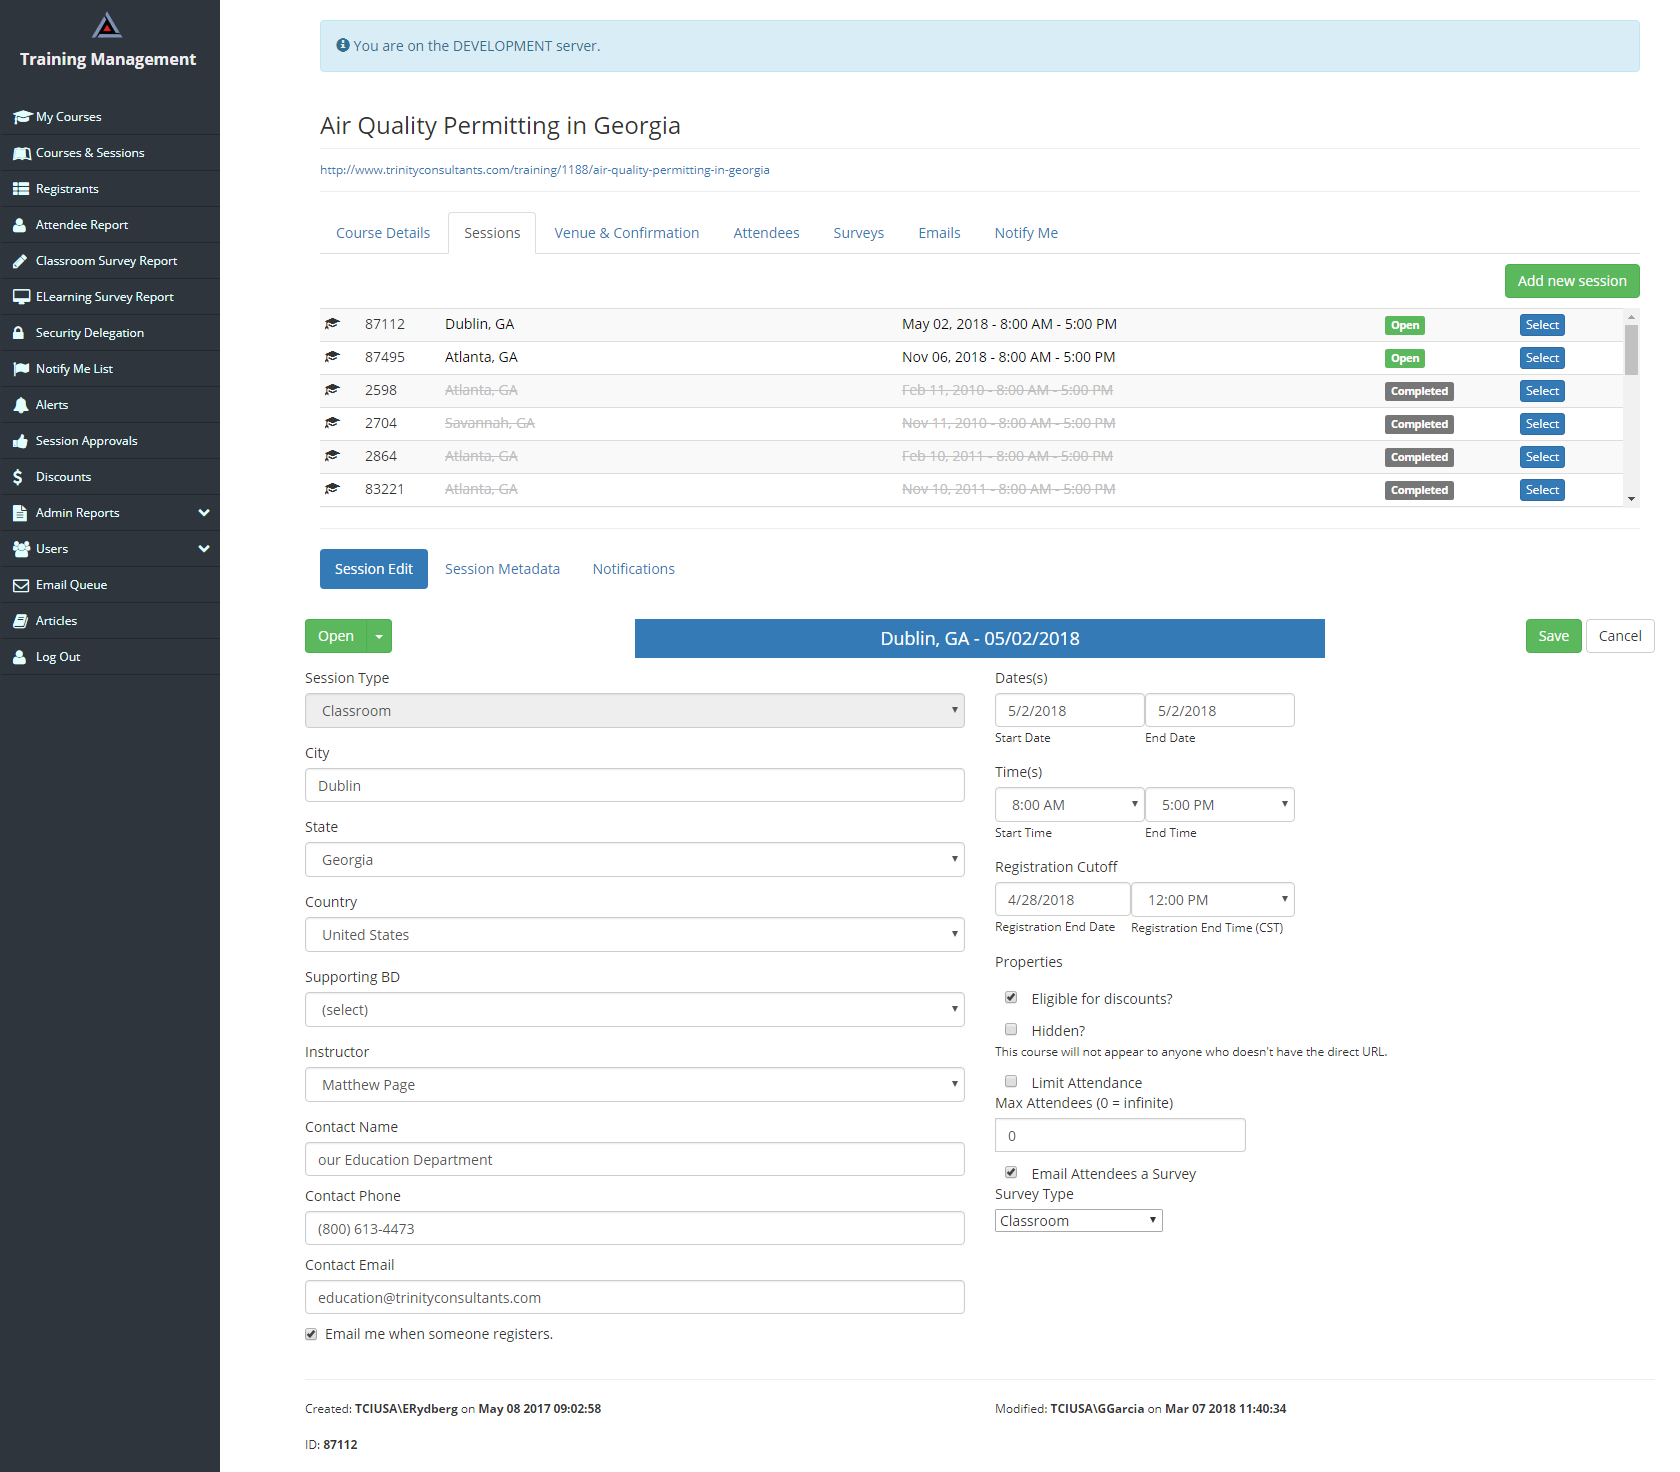 Training Management
My Courses
Courses & Sessions
Registrants
Attendee Report
Classroom Survey Report
ELearning Survey Report
Security Delegation
Notify Me List
Alerts
Session Approvals
Discounts
Admin Reports
Users
Email Queue
Articles
Log Out
You are on the DEVELOPMENT server.
Air Quality Permitting in Georgia
http://www.trinityconsultants.com/training/1188/air-quality-permitting-in-georgia
Course Details Sessions Venue & Confirmation Attendees Surveys Emails Notify Me
Add new session
87112 Dublin, GA May 02, 2018 - 8:00 AM - 5:00 PM Open Select
87495 Atlanta, GA Nov 06, 2018 - 8:00 AM - 5:00 PM Open Select
2598 Atlanta, GA Feb 11, 2010 - 8:00 AM - 5:00 PM Completed Select
2704 Savannah, GA Nov 11, 2010 - 8:00 AM - 5:00 PM Completed Select
2864 Atlanta, GA Feb 10, 2011 - 8:00 AM - 5:00 PM Completed Select
83221 Atlanta, GA Nov 10, 2011 - 8:00 AM - 5:00 PM Completed Select
Session Edit Session Metadata Notifications
Open Dublin, GA - 05/02/2018 Save Cancel
Session Type
Classroom
City
Dublin
State
Georgia
Country
United States
Supporting BD
(select)
Instructor
Matthew Page
Contact Name
our Education Department
Contact Phone
(800) 613-4473
Contact Email
education@trinityconsultants.com
Email me when someone registers.
Dates(s)
5/2/2018 5/2/2018
Start Date End Date
Time(s)
8:00 AM 5:00 PM
Start Time End Time
Registration Cutoff
4/28/2018 12:00 PM
Registration End Date Registration End Time (CST)
Properties
Eligible for discounts?
Hidden?
This course will not appear to anyone who doesn't have the direct URL.
Limit Attendance
Max Attendees (0 = infinite)
0
Email Attendees a Survey
Survey Type
Classroom
Created: TCIUSA\ERydberg on May 08 2017 09:02:58 Modified: TCIUSA\GGarcia on Mar 07 2018 11:40:34
ID: 87112